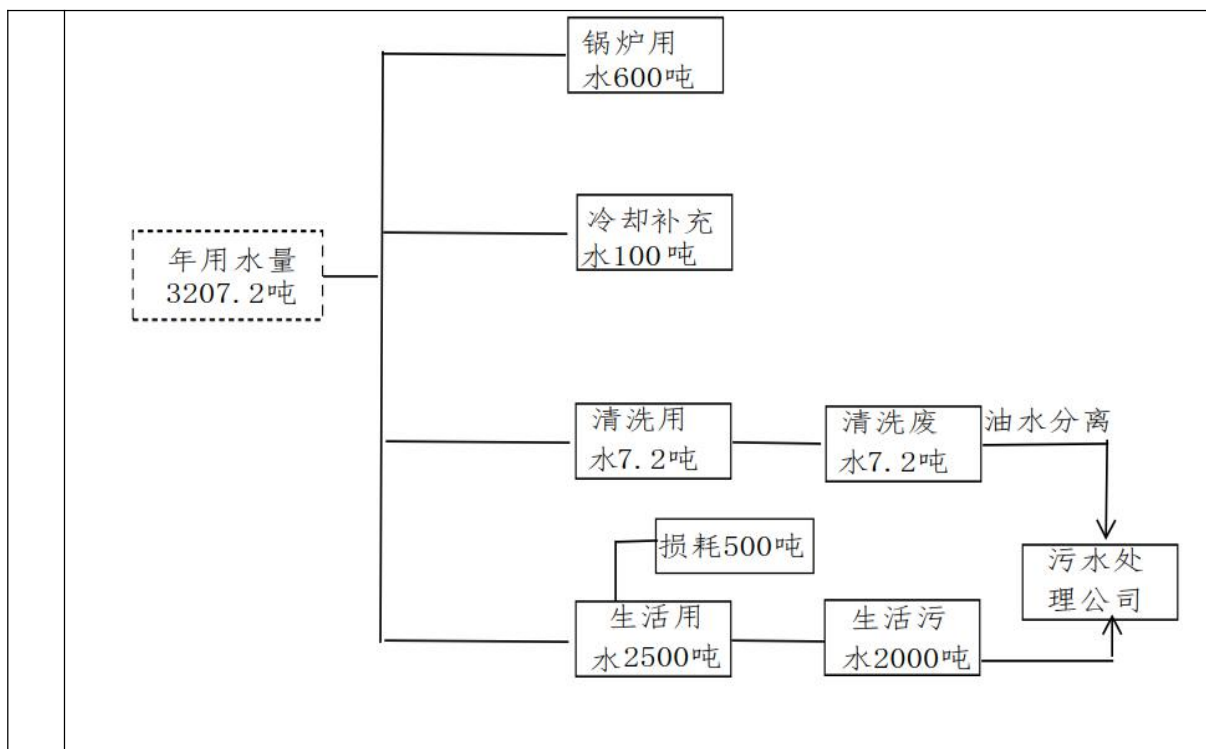 锅炉用
水600吨
冷却补充
水100吨
年用水量
3207.2吨
清洗用
水7.2吨
清洗废
水7.2吨
油水分离
损耗500吨
污水处
理公司
生活用
水2500吨
生活污
水2000吨